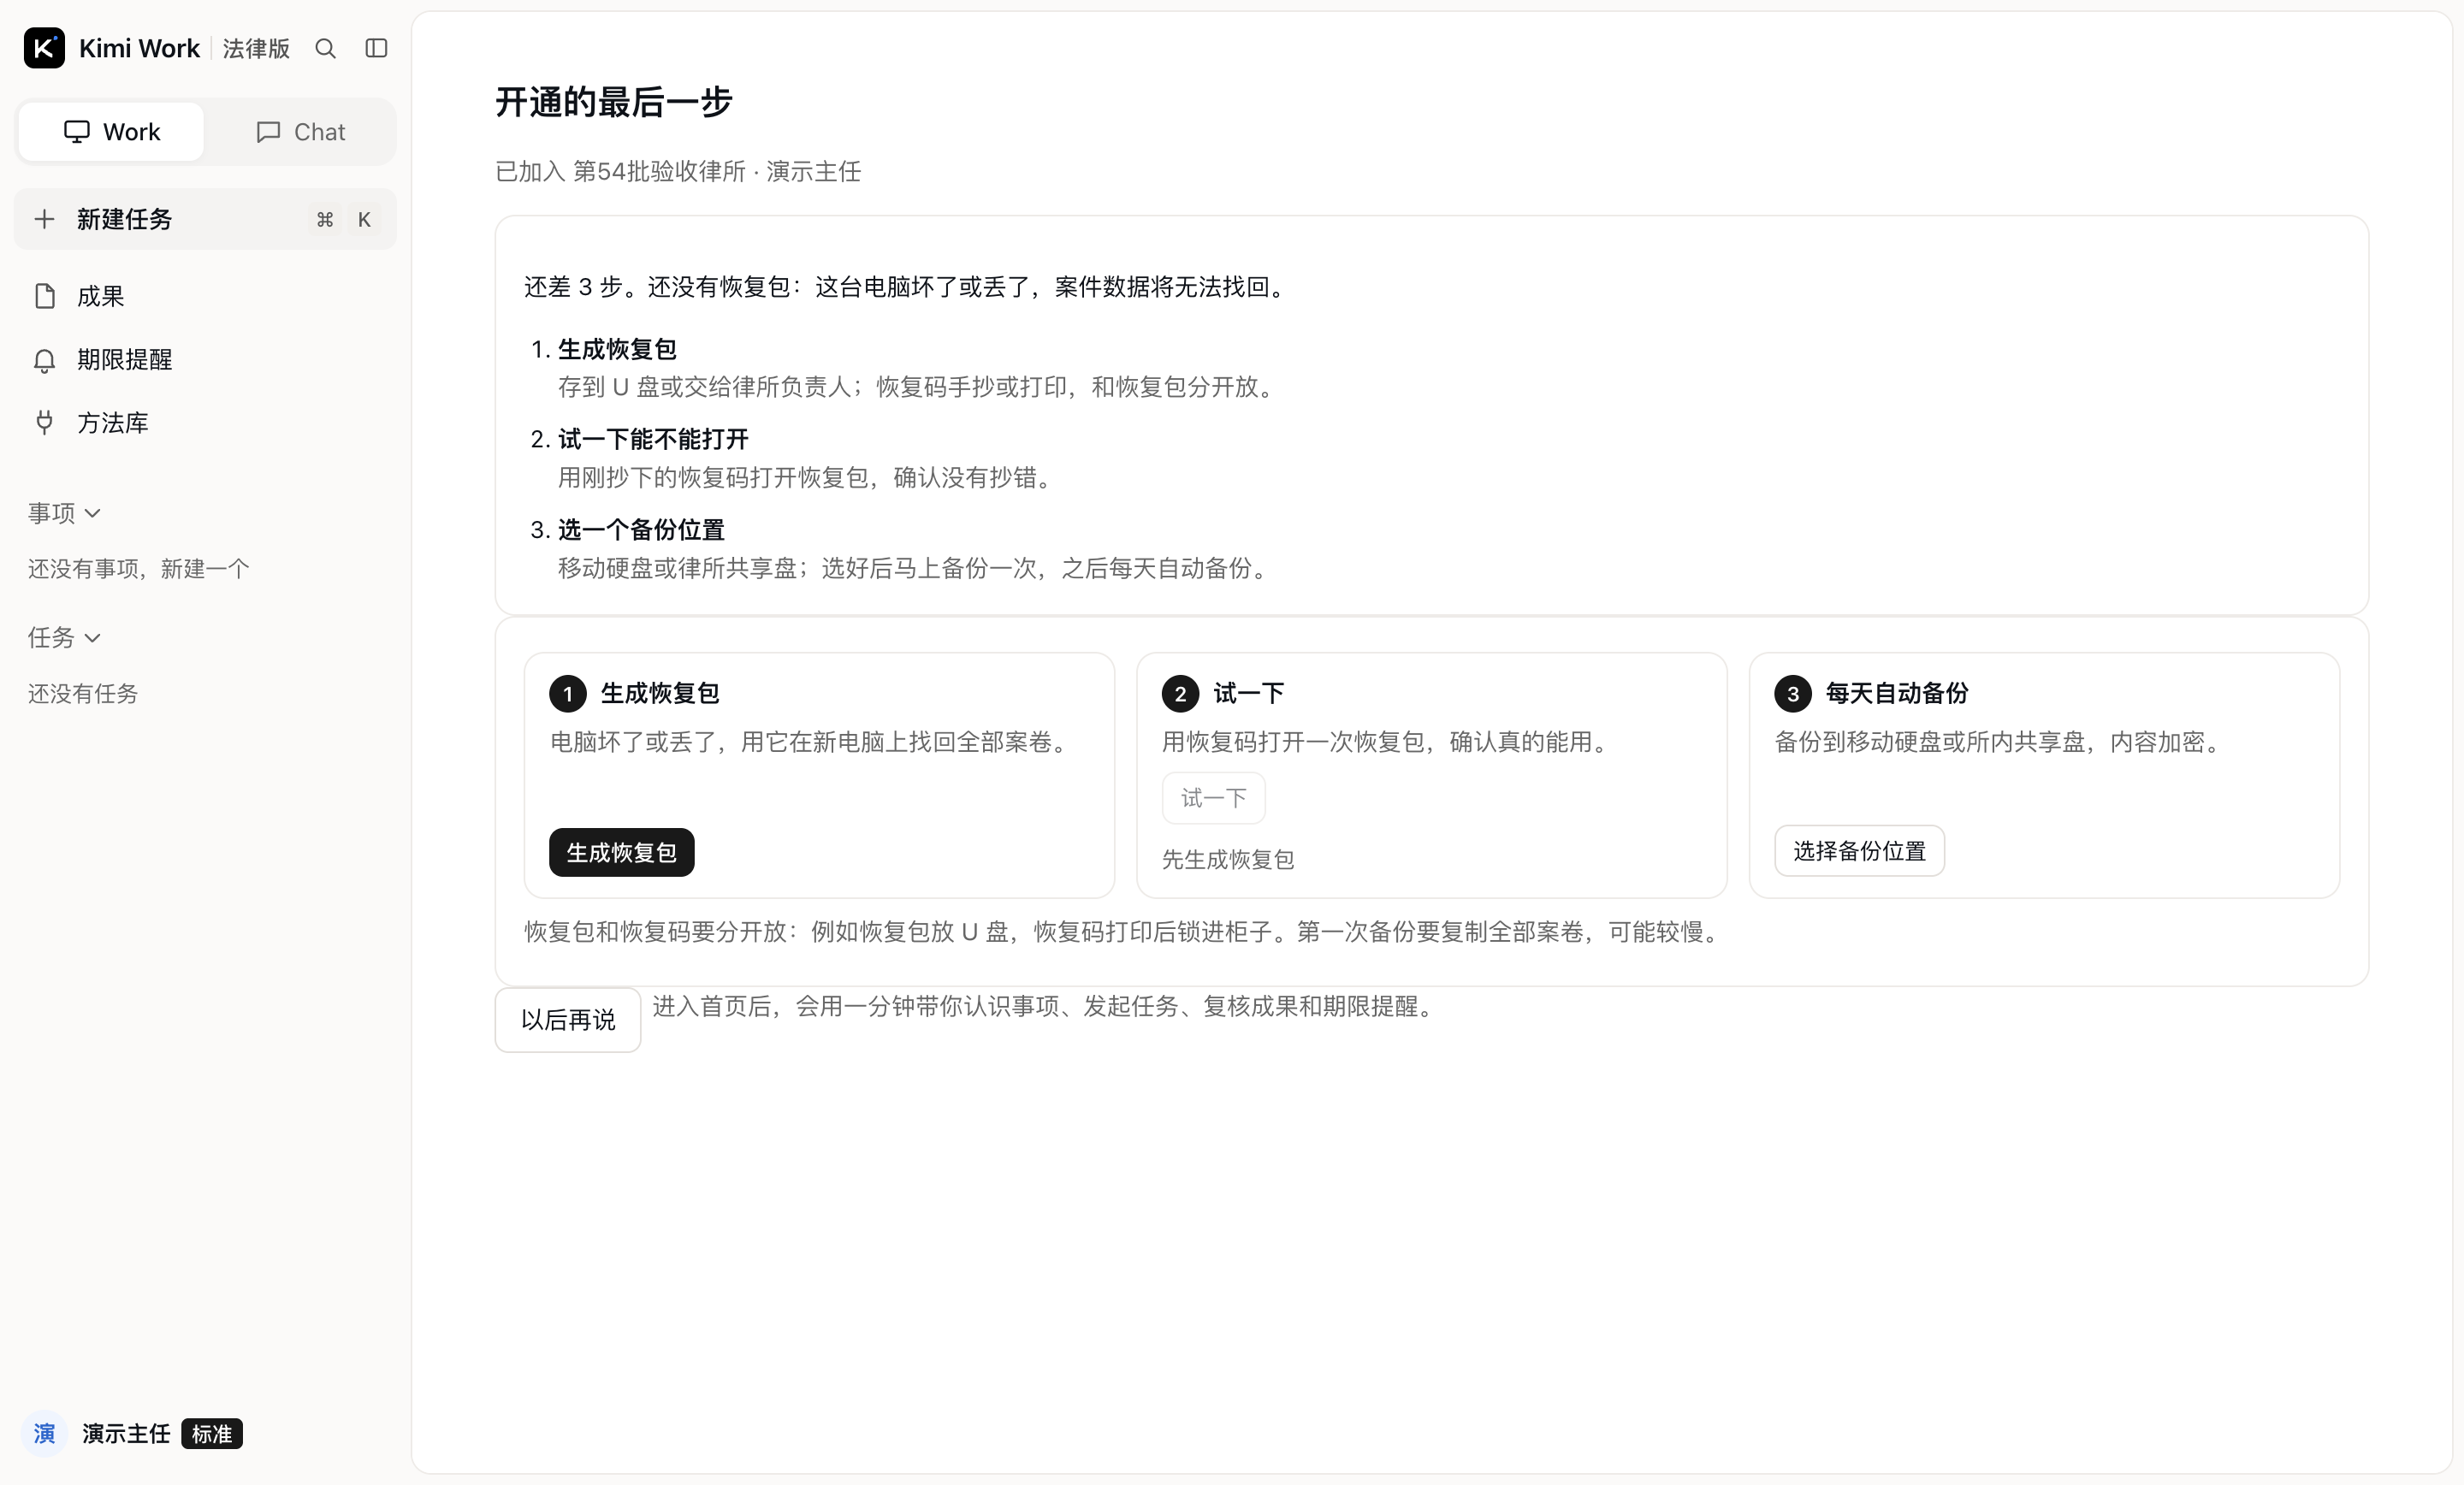 Kimi Work 法律版
Work
Chat
新建任务 ⌘ K
成果
期限提醒
方法库
事项
还没有事项，新建一个
任务
还没有任务
演 演示主任 标准
开通的最后一步
已加入 第54批验收律所 · 演示主任
还差 3 步。还没有恢复包：这台电脑坏了或丢了，案件数据将无法找回。
1. 生成恢复包
存到 U 盘或交给律所负责人；恢复码手抄或打印，和恢复包分开放。
2. 试一下能不能打开
用刚抄下的恢复码打开恢复包，确认没有抄错。
3. 选一个备份位置
移动硬盘或律所共享盘；选好后马上备份一次，之后每天自动备份。
1 生成恢复包
电脑坏了或丢了，用它在新电脑上找回全部案卷。
生成恢复包
2 试一下
用恢复码打开一次恢复包，确认真的能用。
试一下
先生成恢复包
3 每天自动备份
备份到移动硬盘或所内共享盘，内容加密。
选择备份位置
恢复包和恢复码要分开放：例如恢复包放 U 盘，恢复码打印后锁进柜子。第一次备份要复制全部案卷，可能较慢。
以后再说
进入首页后，会用一分钟带你认识事项、发起任务、复核成果和期限提醒。